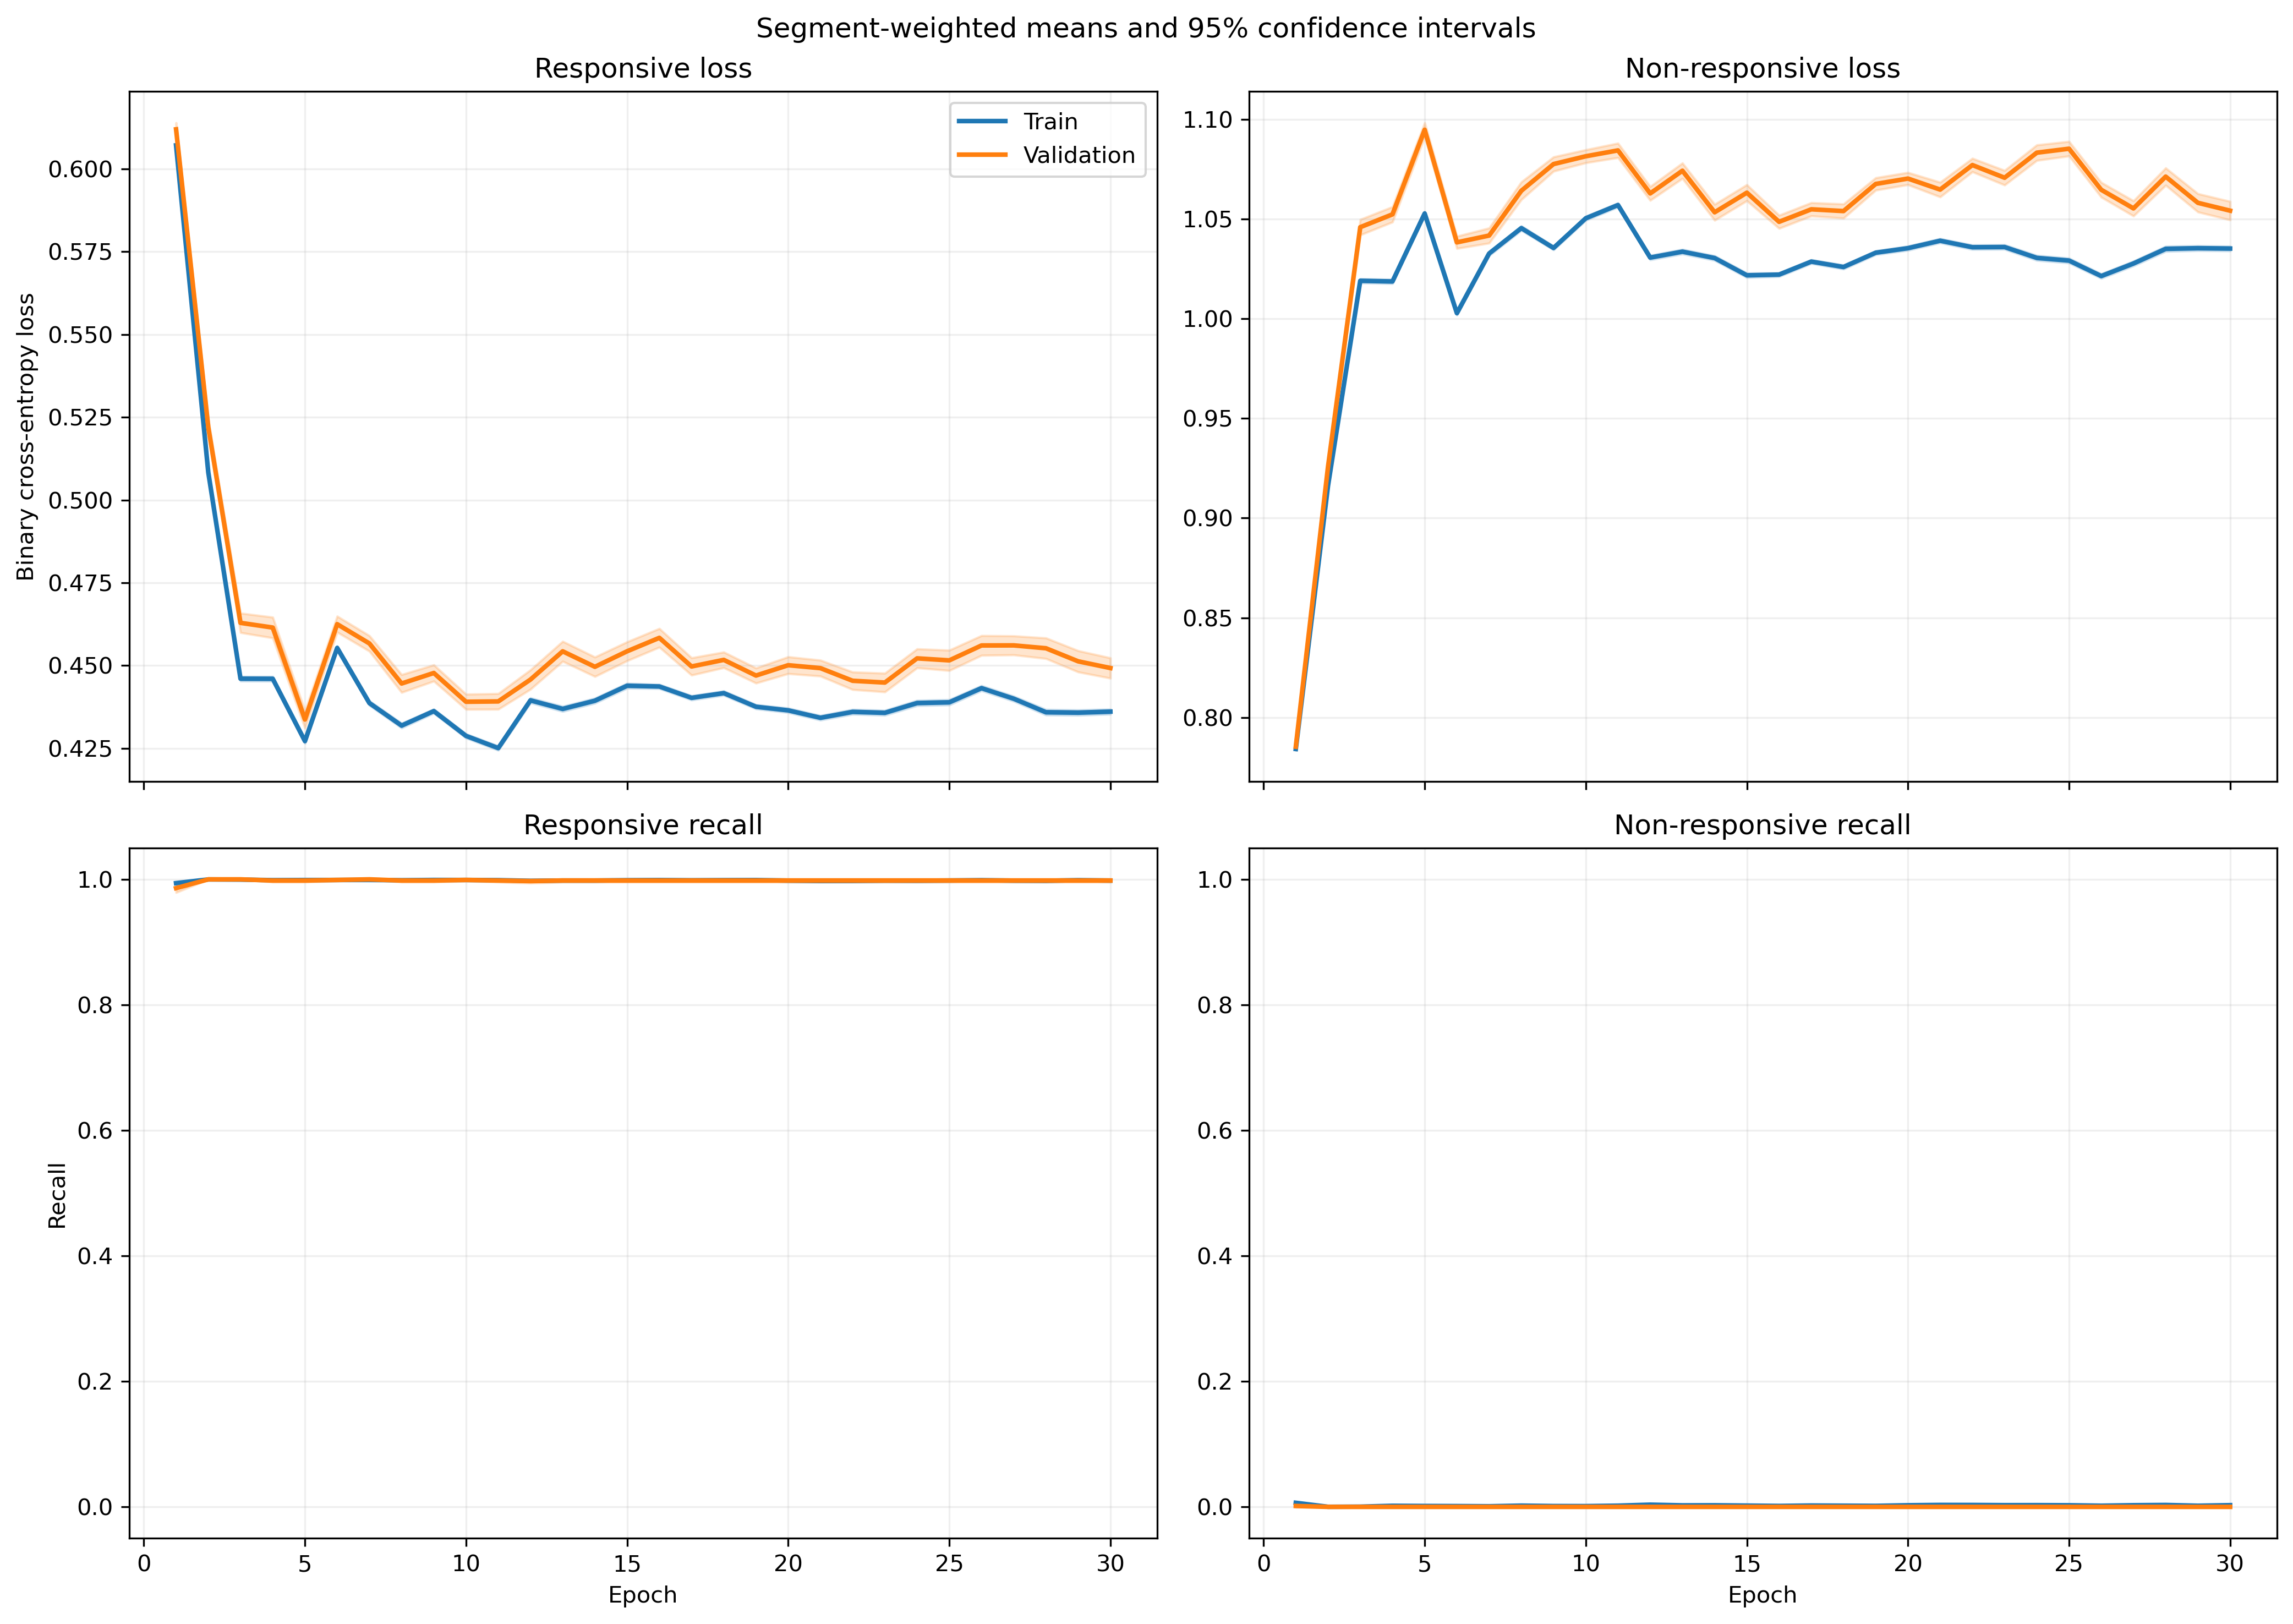 Segment-weighted means and 95% confidence intervals
Responsive loss
Non-responsive loss
Train
Validation
Binary cross-entropy loss
0.600
0.575
0.550
0.525
0.500
0.475
0.450
0.425
1.10
1.05
1.00
0.95
0.90
0.85
0.80
Responsive recall
Non-responsive recall
Recall
1.0
0.8
0.6
0.4
0.2
0.0
0 5 10 15 20 25 30
Epoch
1.0
0.8
0.6
0.4
0.2
0.0
0 5 10 15 20 25 30
Epoch